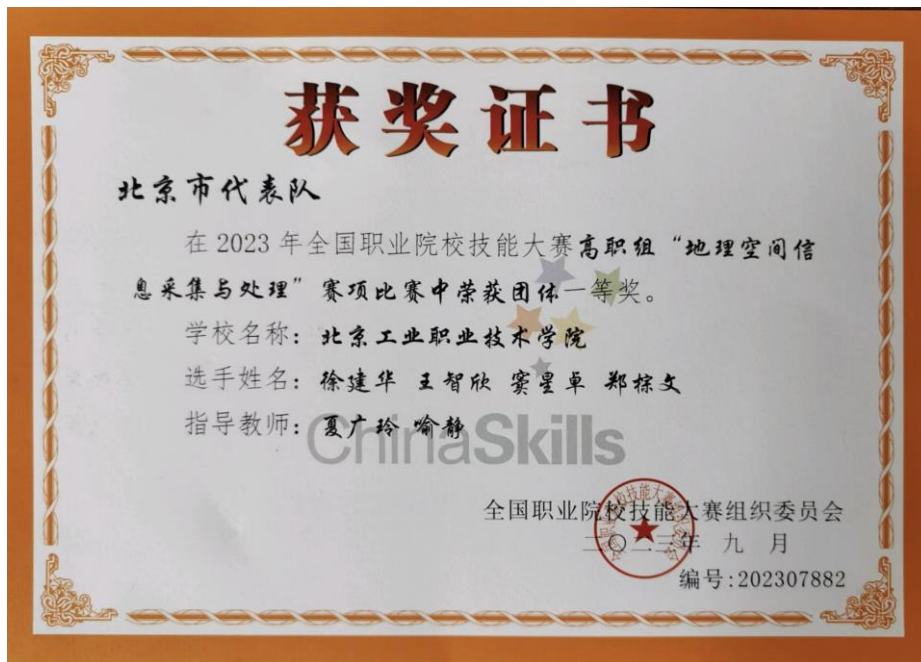 获奖证书
北京市代表队
在 2023 年全国职业院校技能大赛高职组“地理空间信
息采集与处理”赛项比赛中荣获团体一等奖。
学校名称：北京工业职业技术学院
选手姓名：徐建华 王智欣 窦星卓 郑棕文
指导教师：夏广玲 喻静
ChinaSkills
全国职业院校技能大赛组织委员会
二〇二三年 九 月
编号:202307882